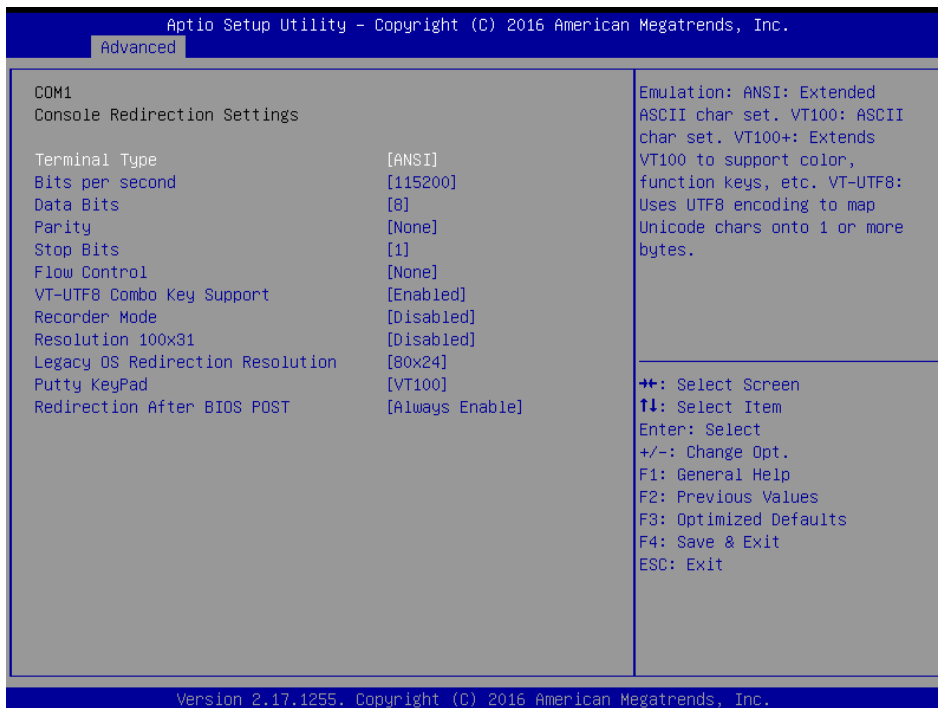 Aptio Setup Utility – Copyright (C) 2016 American Megatrends, Inc.
Advanced
COM1
Console Redirection Settings
Terminal Type [ANSI]
Bits per second [115200]
Data Bits [8]
Parity [None]
Stop Bits [1]
Flow Control [None]
VT-UTF8 Combo Key Support [Enabled]
Recorder Mode [Disabled]
Resolution 100x31 [Disabled]
Legacy OS Redirection Resolution [80x24]
Putty KeyPad [VT100]
Redirection After BIOS POST [Always Enable]
Emulation: ANSI: Extended
ASCII char set. VT100: ASCII
char set. VT100+: Extends
VT100 to support color,
function keys, etc. VT-UTF8:
Uses UTF8 encoding to map
Unicode chars onto 1 or more
bytes.
→←: Select Screen
↑↓: Select Item
Enter: Select
+/-: Change Opt.
F1: General Help
F2: Previous Values
F3: Optimized Defaults
F4: Save & Exit
ESC: Exit
Version 2.17.1255. Copyright (C) 2016 American Megatrends, Inc.